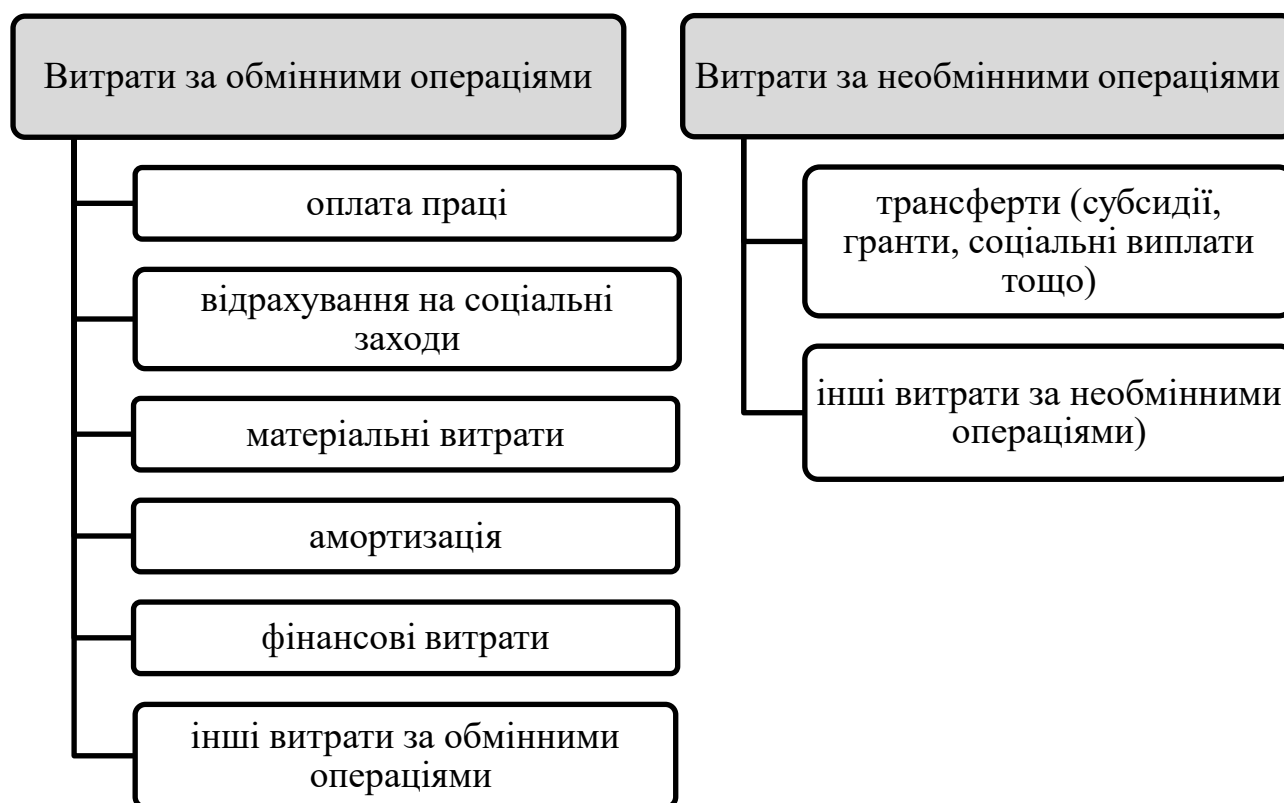 Витрати за обмінними операціями
оплата праці
відрахування на соціальні
заходи
матеріальні витрати
амортизація
фінансові витрати
інші витрати за обмінними
операціями
Витрати за необмінними операціями
трансферти (субсидії,
гранти, соціальні виплати
тощо)
інші витрати за необмінними
операціями)